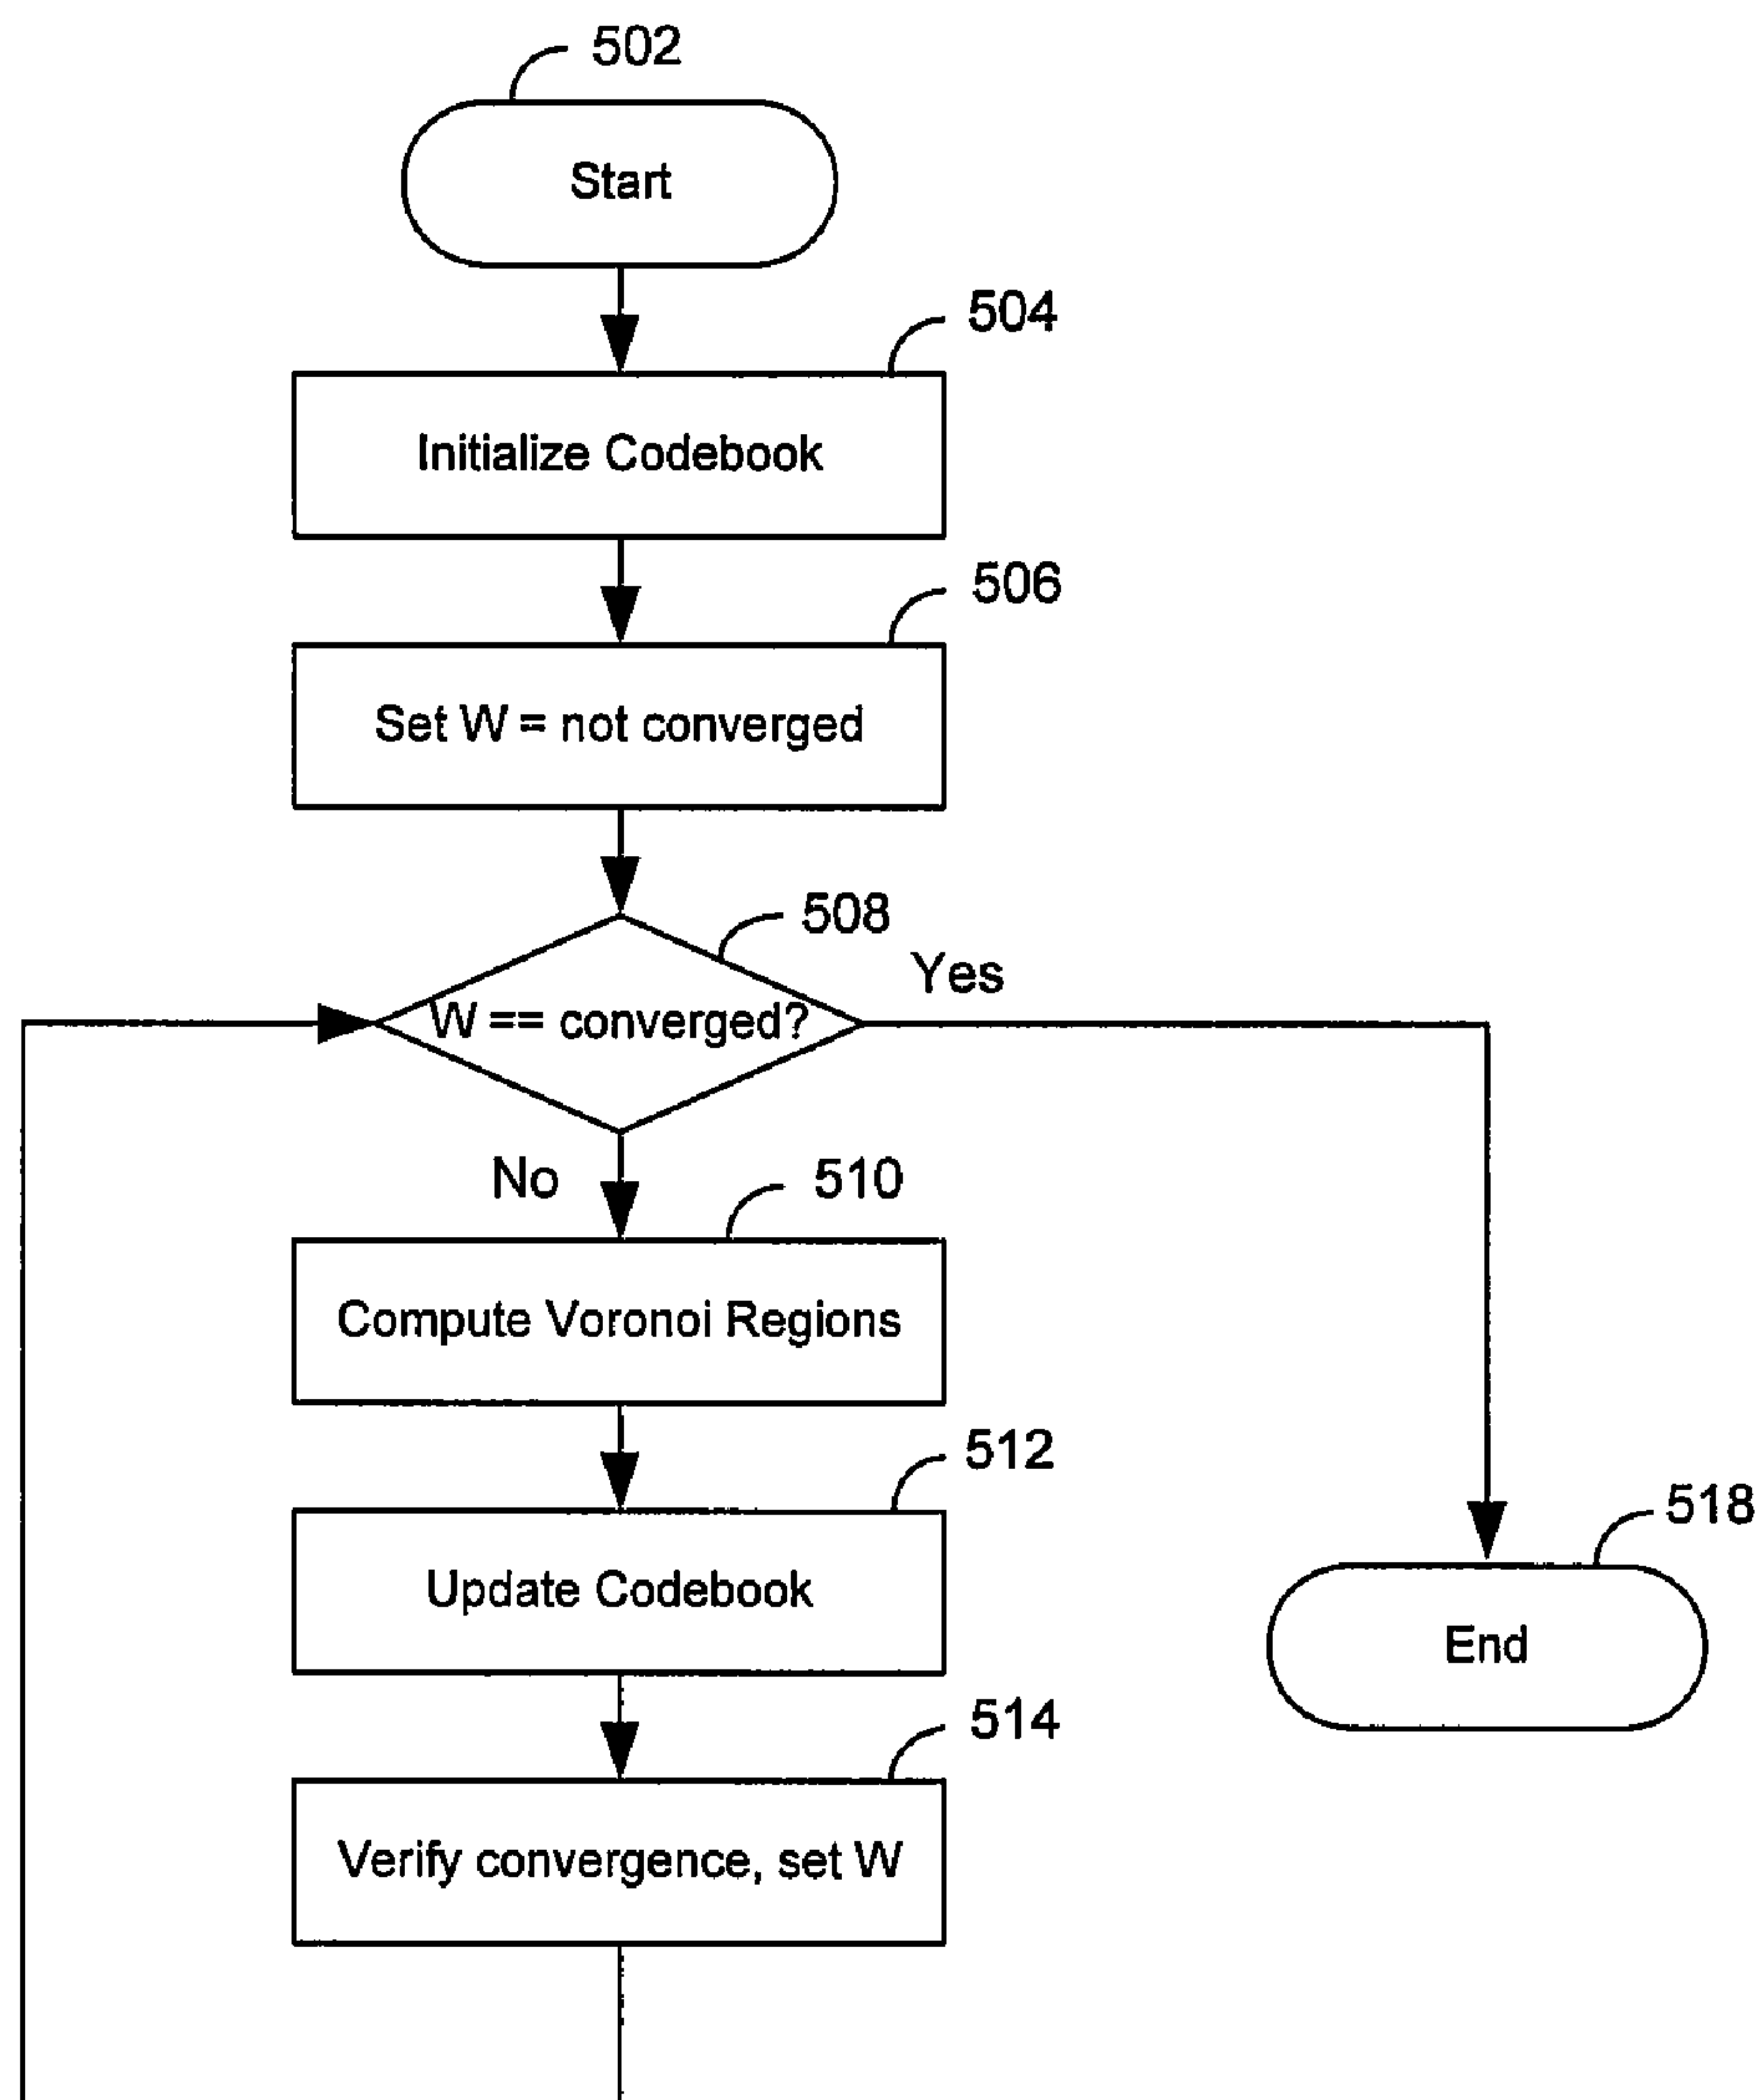 502
Start
504
Initialize Codebook
506
Set W = not converged
508
Yes
W == converged?
No
510
Compute Voronoi Regions
512
Update Codebook
518
End
514
Verify convergence, set W